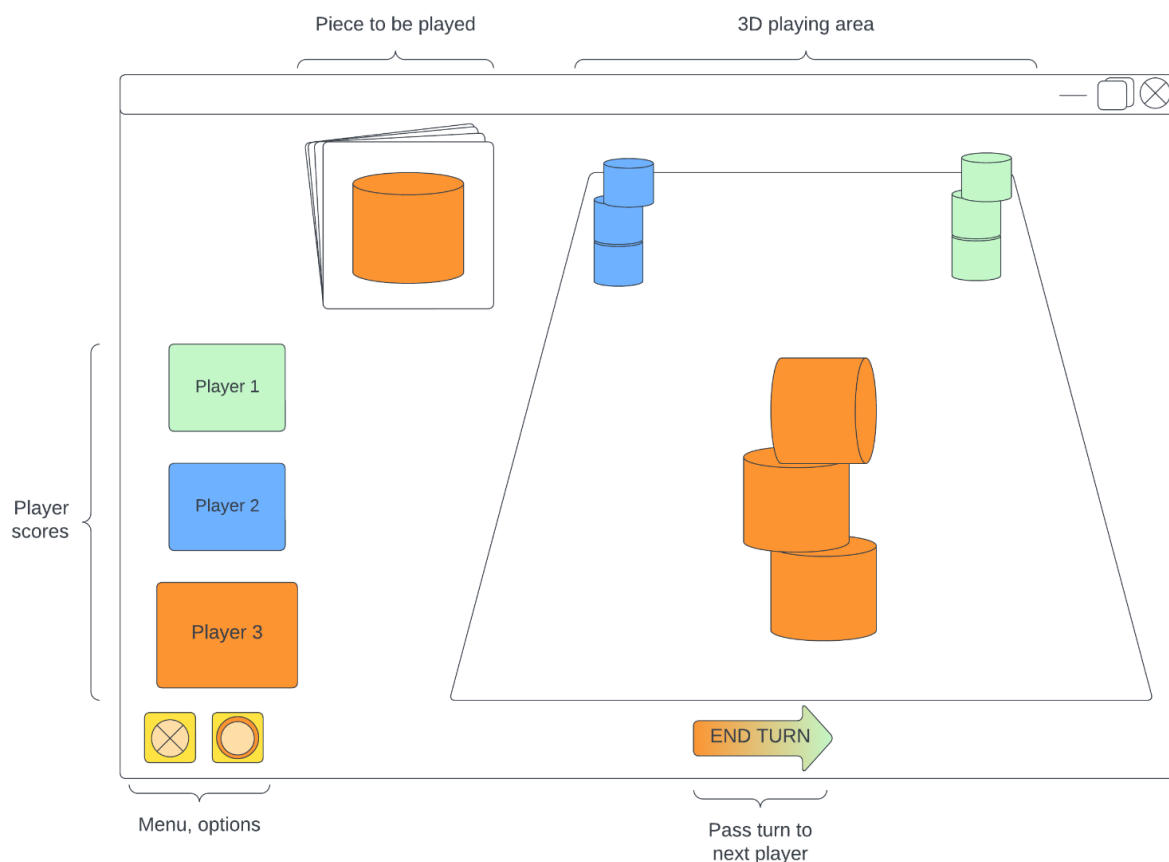 Piece to be played
3D playing area
Player 1
Player
scores
Player 2
Player 3
END TURN
Menu, options
Pass turn to
next player